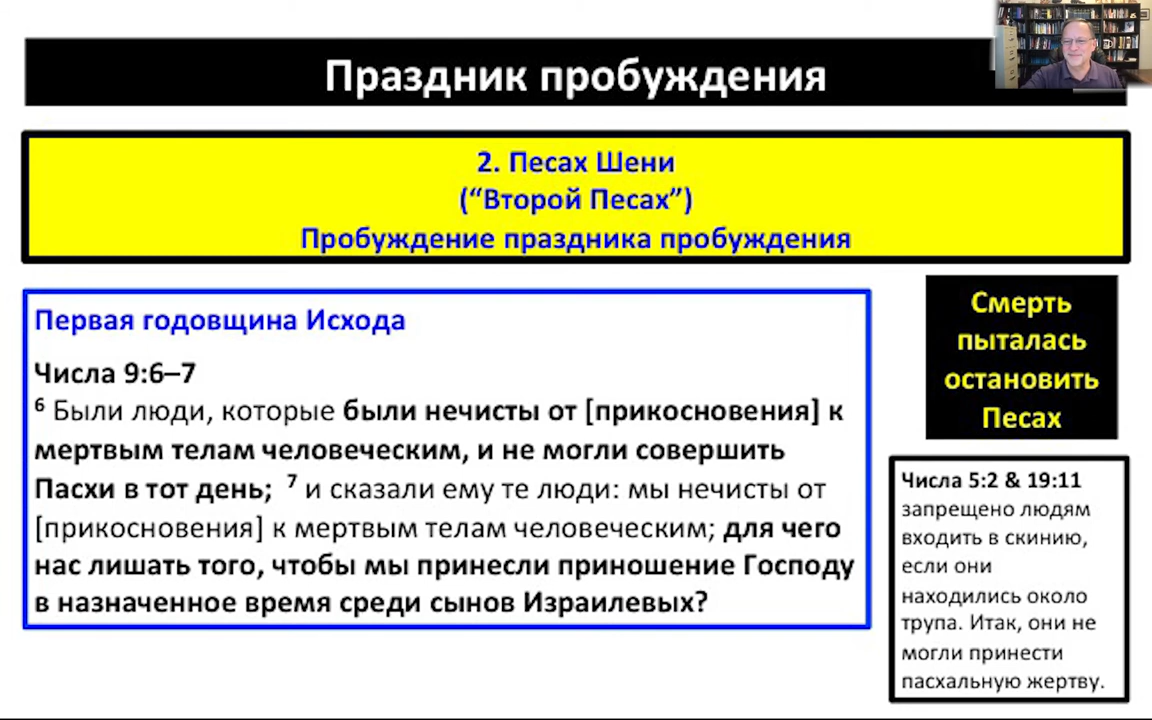 Праздник пробуждения
2. Песах Шени
(“Второй Песах”)
Пробуждение праздника пробуждения
Первая годовщина Исхода
Числа 9:6–7
6 Были люди, которые были нечисты от [прикосновения] к
мертвым телам человеческим, и не могли совершить
Пасхи в тот день; 7 и сказали ему те люди: мы нечисты от
[прикосновения] к мертвым телам человеческим; для чего
нас лишать того, чтобы мы принесли приношение Господу
в назначенное время среди сынов Израилевых?
Смерть
пыталась
остановить
Песах
Числа 5:2 & 19:11
запрещено людям
входить в скинию,
если они
находились около
трупа. Итак, они не
могли принести
пасхальную жертву.